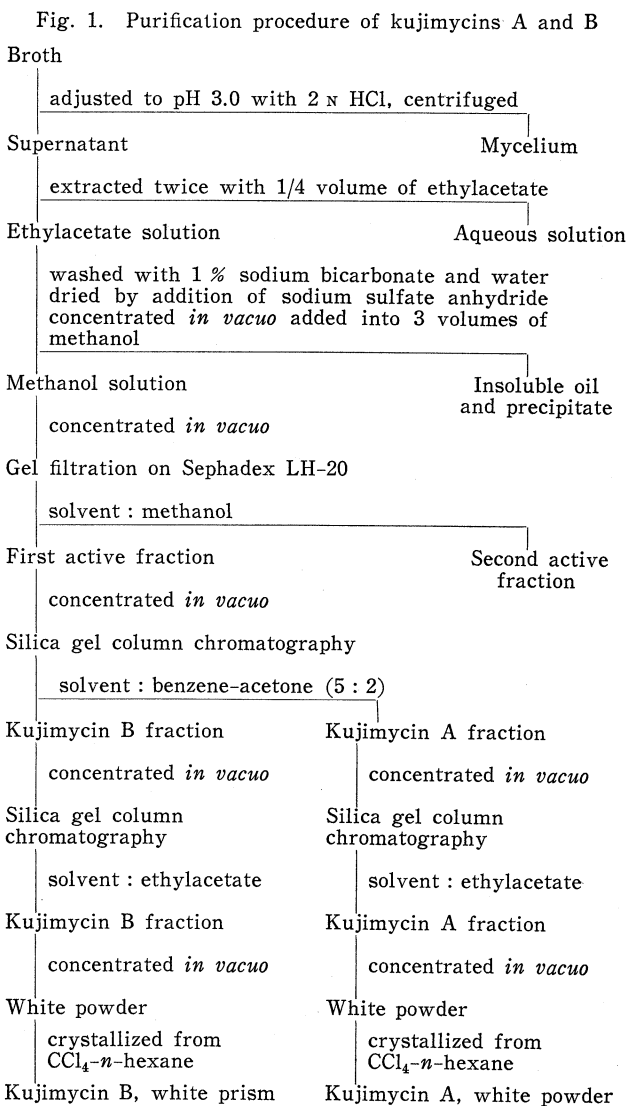 Fig. 1. Purification procedure of kujimycins A and B
Broth
adjusted to pH 3.0 with 2 N HCl, centrifuged
Supernatant
Mycelium
extracted twice with 1/4 volume of ethylacetate
Ethylacetate solution
Aqueous solution
washed with 1 % sodium bicarbonate and water
dried by addition of sodium sulfate anhydride
concentrated in vacuo added into 3 volumes of
methanol
Methanol solution
Insoluble oil
and precipitate
concentrated in vacuo
Gel filtration on Sephadex LH-20
solvent : methanol
First active fraction
Second active
fraction
concentrated in vacuo
Silica gel column chromatography
solvent : benzene-acetone (5 : 2)
Kujimycin B fraction
Kujimycin A fraction
concentrated in vacuo
concentrated in vacuo
Silica gel column
chromatography
Silica gel column
chromatography
solvent : ethylacetate
solvent : ethylacetate
Kujimycin B fraction
Kujimycin A fraction
concentrated in vacuo
concentrated in vacuo
White powder
White powder
crystallized from
CCl₄-n-hexane
crystallized from
CCl₄-n-hexane
Kujimycin B, white prism
Kujimycin A, white powder